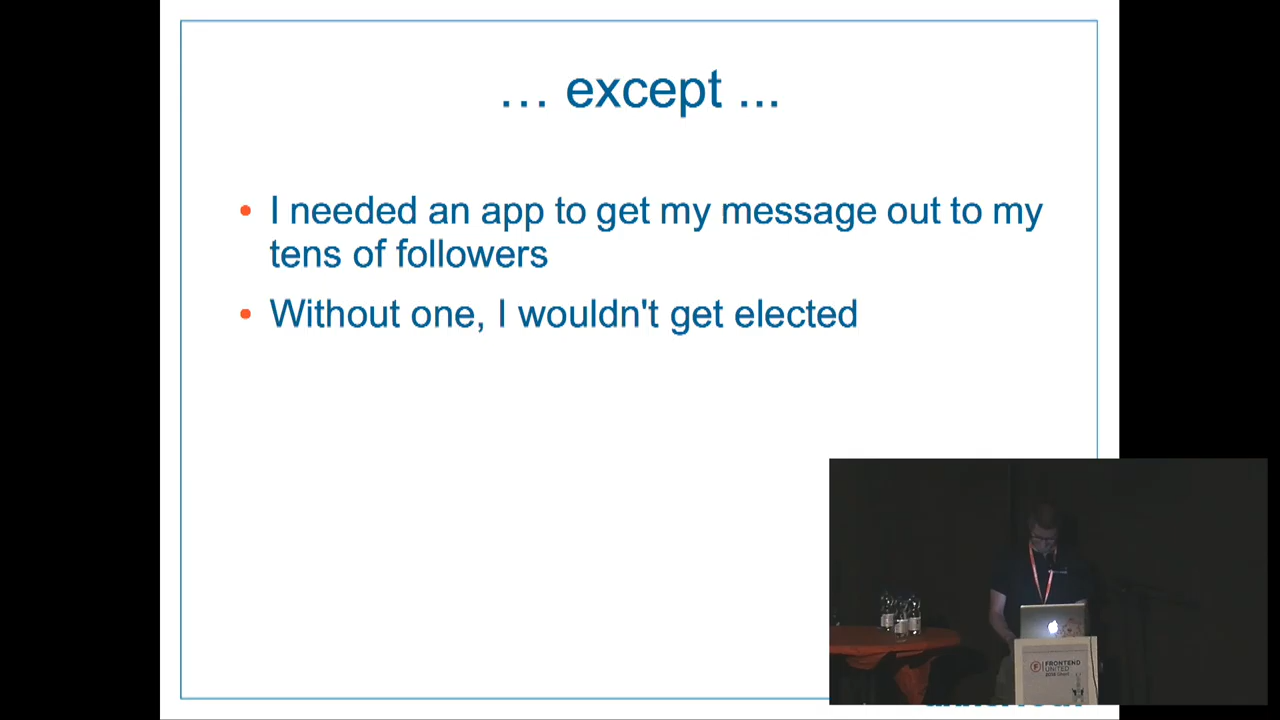 ... except ...
I needed an app to get my message out to my
tens of followers
Without one, I wouldn't get elected
FRONTEND
UNITED